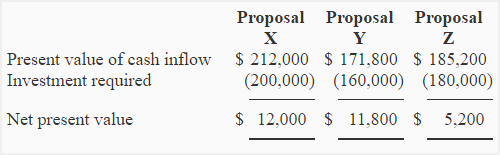 Proposal Proposal Proposal
X Y Z
Present value of cash inflow $ 212,000 $ 171,800 $ 185,200
Investment required (200,000) (160,000) (180,000)
Net present value $ 12,000 $ 11,800 $ 5,200